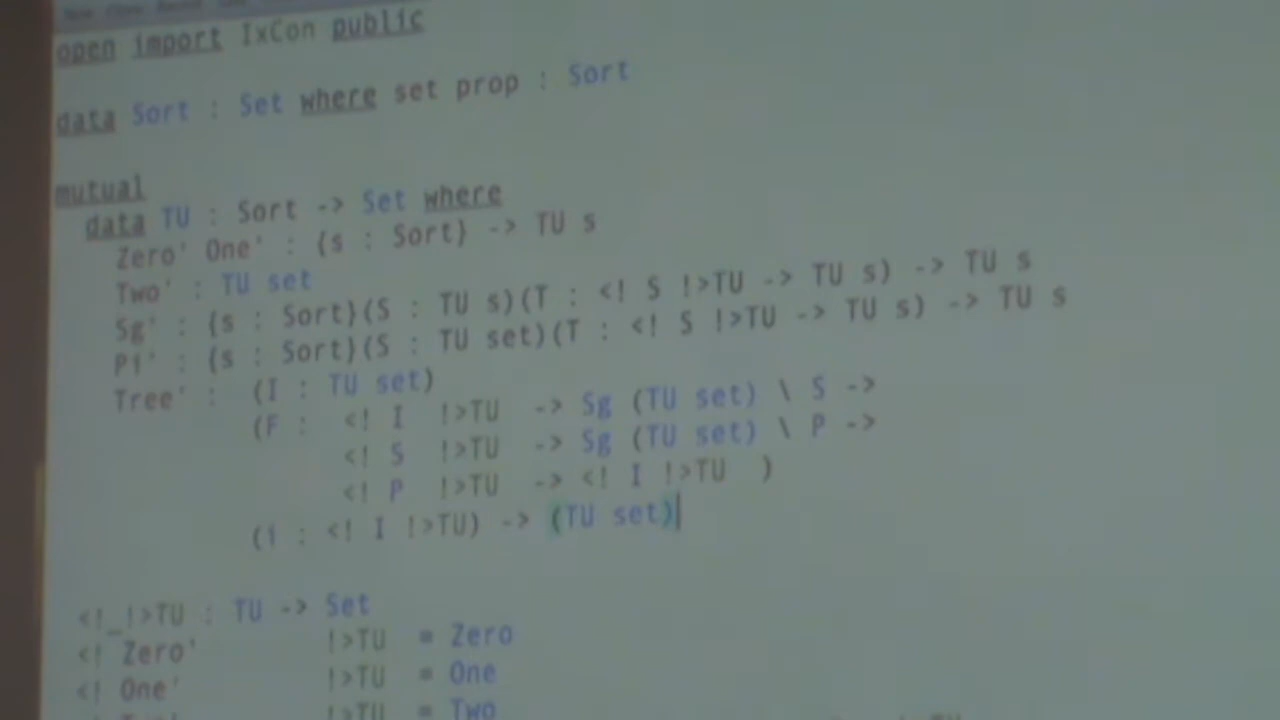 open import IxCon public
data Sort : Set where set prop : Sort
mutual
data TU : Sort -> Set where
Zero' One' : {s : Sort} -> TU s
Two' : TU set
Sg' : {s : Sort}(S : TU s)(T : <! S !>TU -> TU s) -> TU s
Pi' : {s : Sort}(S : TU set)(T : <! S !>TU -> TU s) -> TU s
Tree' : (I : TU set)
(F : <! I !>TU -> Sg (TU set) \ S ->
<! S !>TU -> Sg (TU set) \ P ->
<! P !>TU -> <! I !>TU )
(i : <! I !>TU) -> (TU set)
<!_!>TU : TU -> Set
<! Zero' !>TU = Zero
<! One' !>TU = One
!>TU = Two